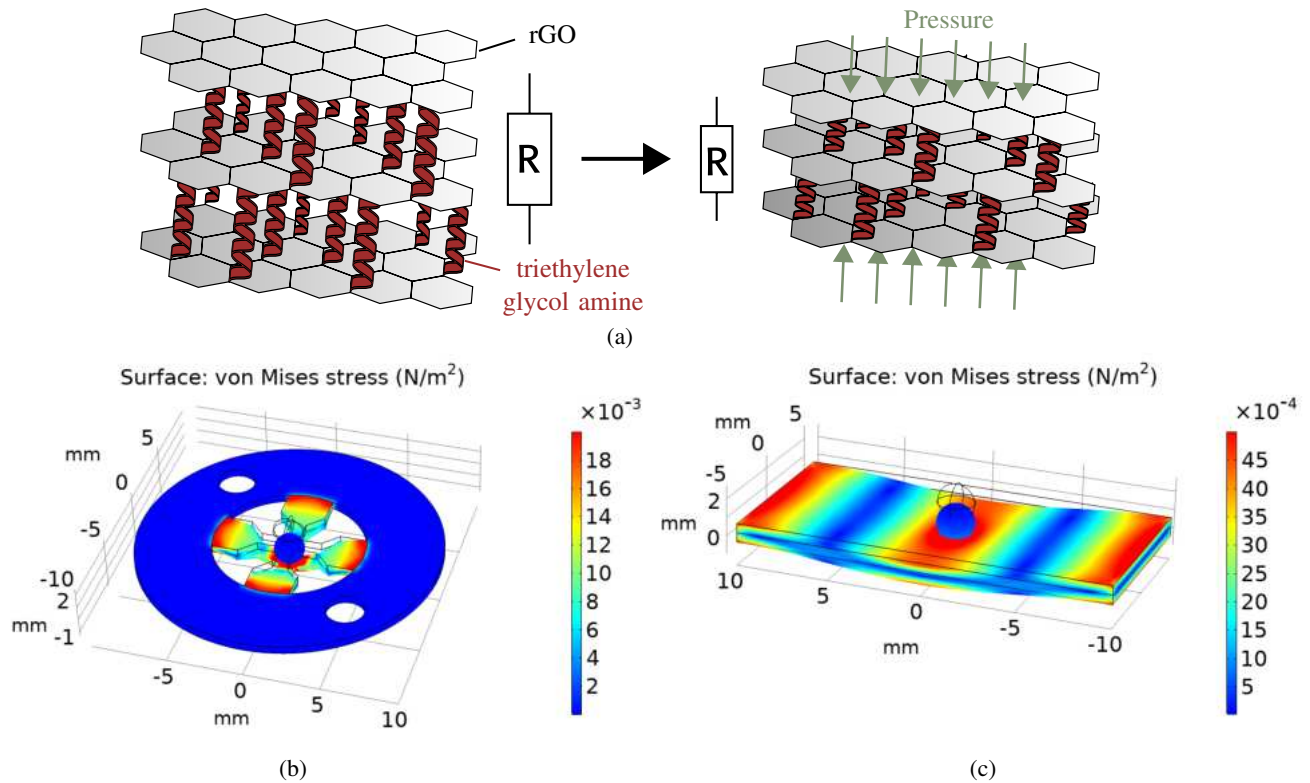 rGO
Pressure
R
R
triethylene
glycol amine
(a)
Surface: von Mises stress (N/m²)
×10⁻³
mm
5
0
-5
-10
2
mm
-1
-5
0
5
10
mm
18
16
14
12
10
8
6
4
2
(b)
Surface: von Mises stress (N/m²)
×10⁻⁴
mm
5
0
-5
2
mm
0
10
5
0
-5
-10
mm
45
40
35
30
25
20
15
10
5
(c)